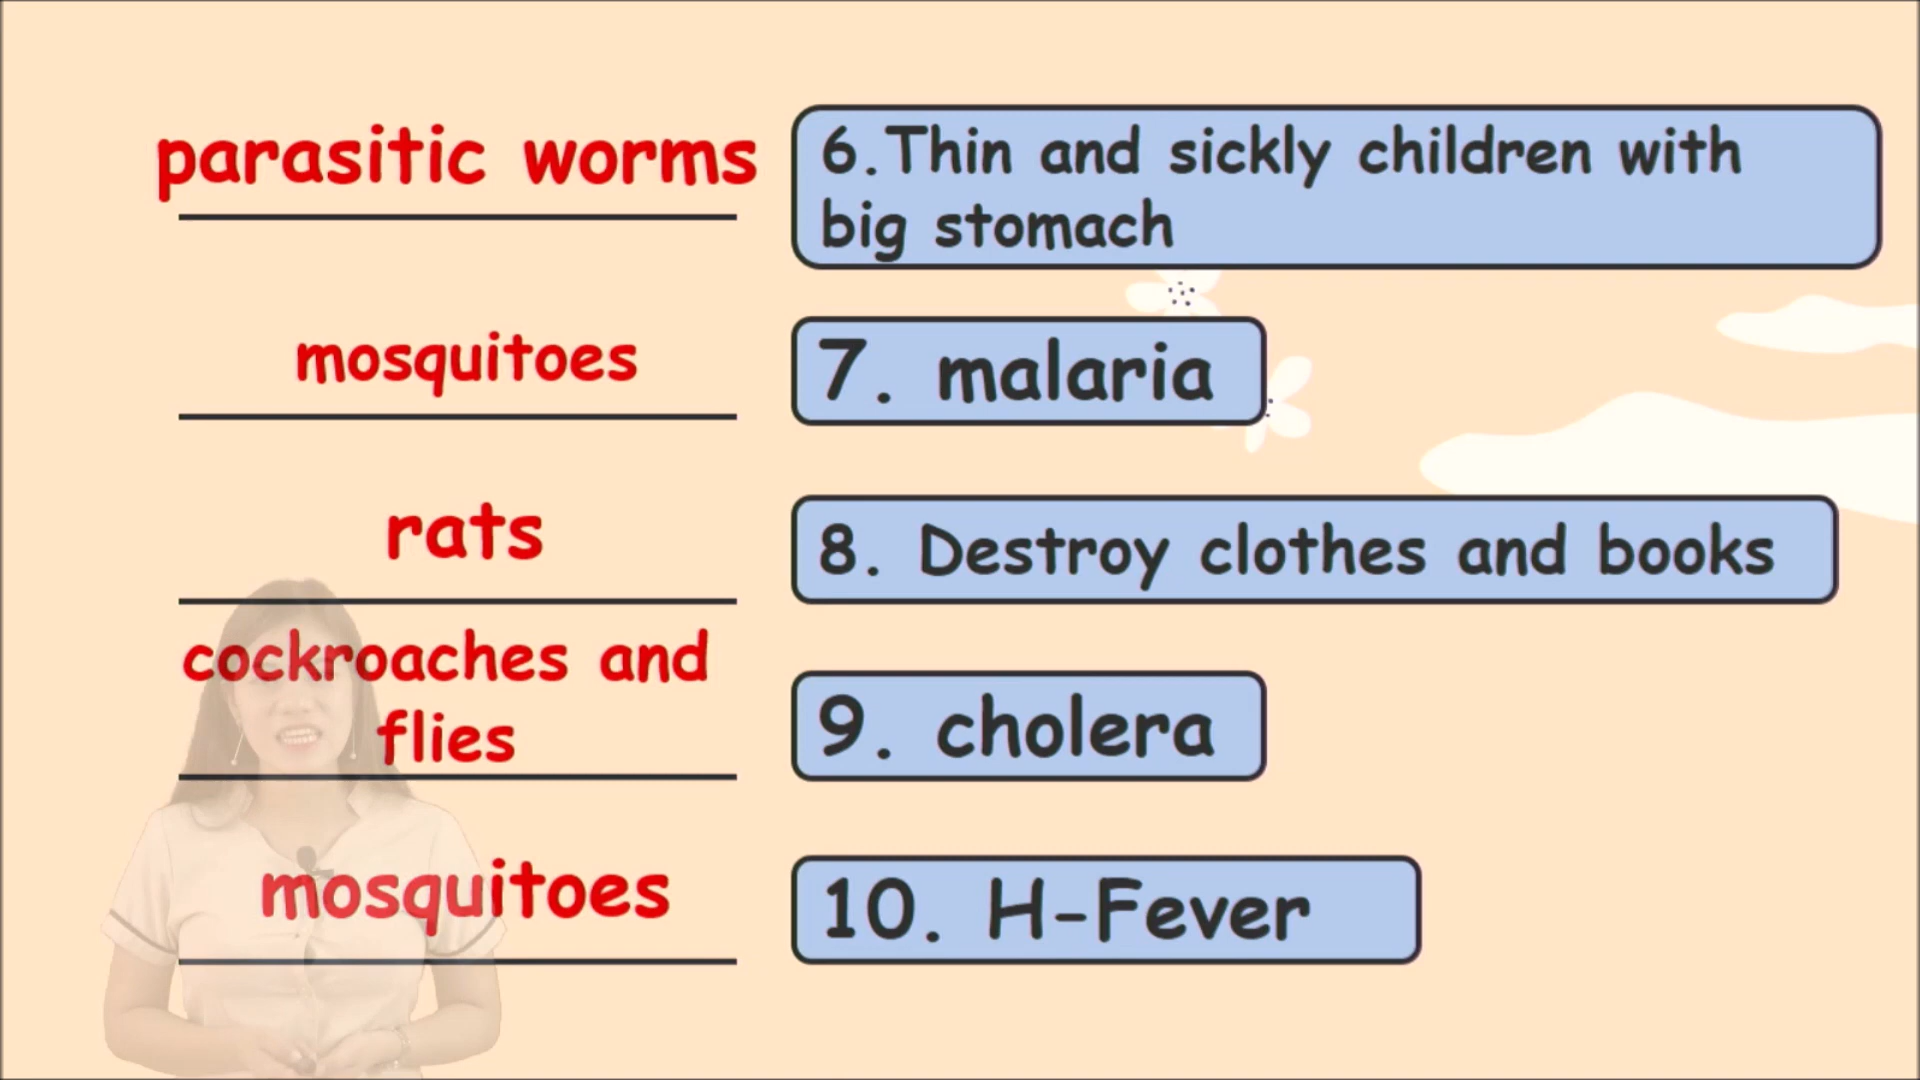 parasitic worms
6.Thin and sickly children with
big stomach
mosquitoes
7. malaria
rats
8. Destroy clothes and books
cockroaches and
flies
9. cholera
mosquitoes
10. H-Fever